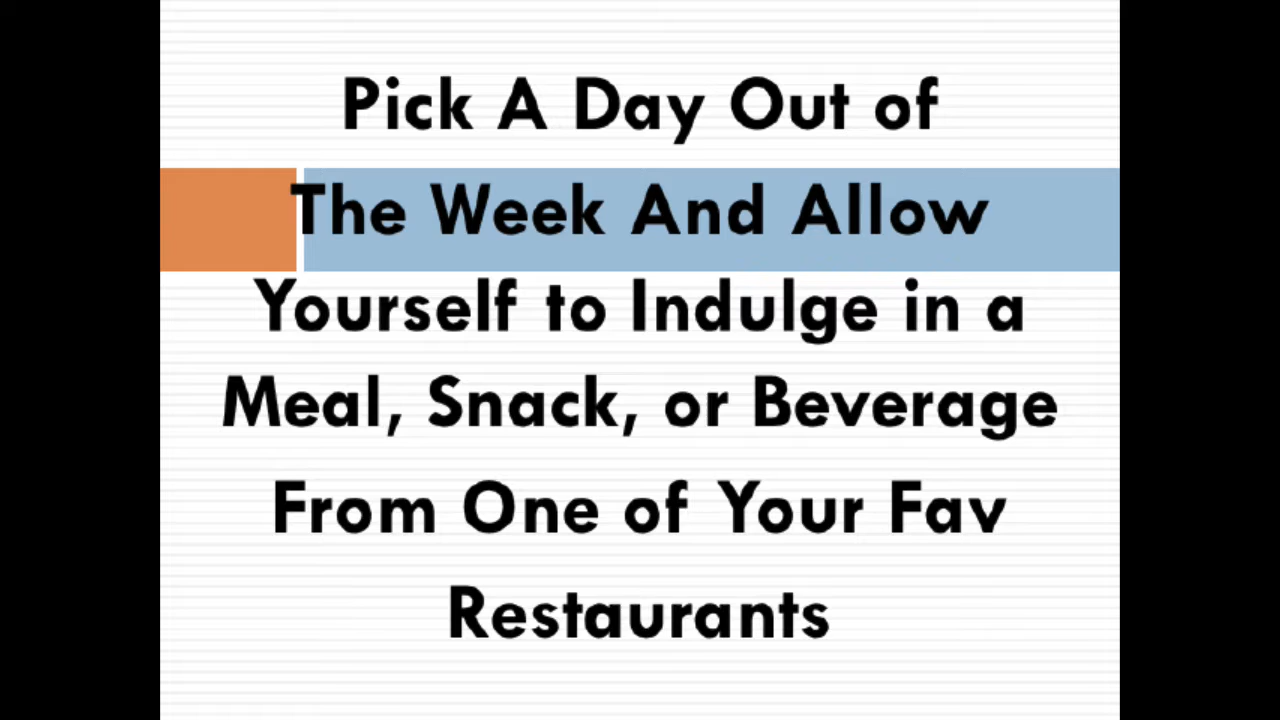 Pick A Day Out of
The Week And Allow
Yourself to Indulge in a
Meal, Snack, or Beverage
From One of Your Fav
Restaurants